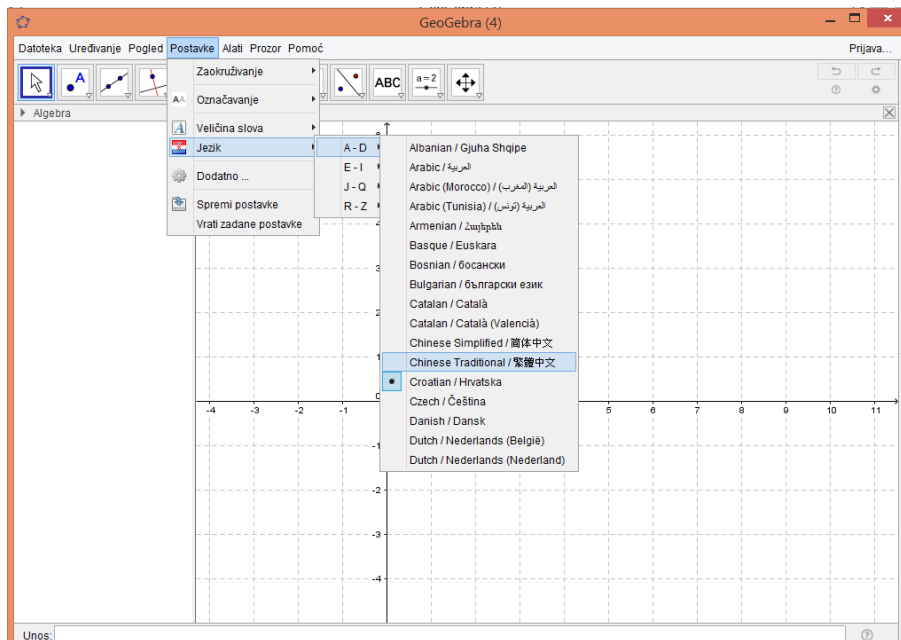 GeoGebra (4)
Datoteka Uređivanje Pogled Postavke Alati Prozor Pomoć Prijava...
A ABC a=2
Algebra
Zaokruživanje
AA Označavanje
A Veličina slova
Jezik
Dodatno ...
Spremi postavke
Vrati zadane postavke
A - D
E - I
J - Q
R - Z
Albanian / Gjuha Shqipe
Arabic / العربية
Arabic (Morocco) / العربية (المغرب)
Arabic (Tunisia) / العربية (تونس)
Armenian / Հայերեն
Basque / Euskara
Bosnian / босански
Bulgarian / български език
Catalan / Català
Catalan / Català (Valencià)
Chinese Simplified / 简体中文
Chinese Traditional / 繁體中文
Croatian / Hrvatska
Czech / Čeština
Danish / Dansk
Dutch / Nederlands (België)
Dutch / Nederlands (Nederland)
-4 -3 -2 -1 5 6 7 8 9 10 11
-1
-2
-3
-4
Unos: